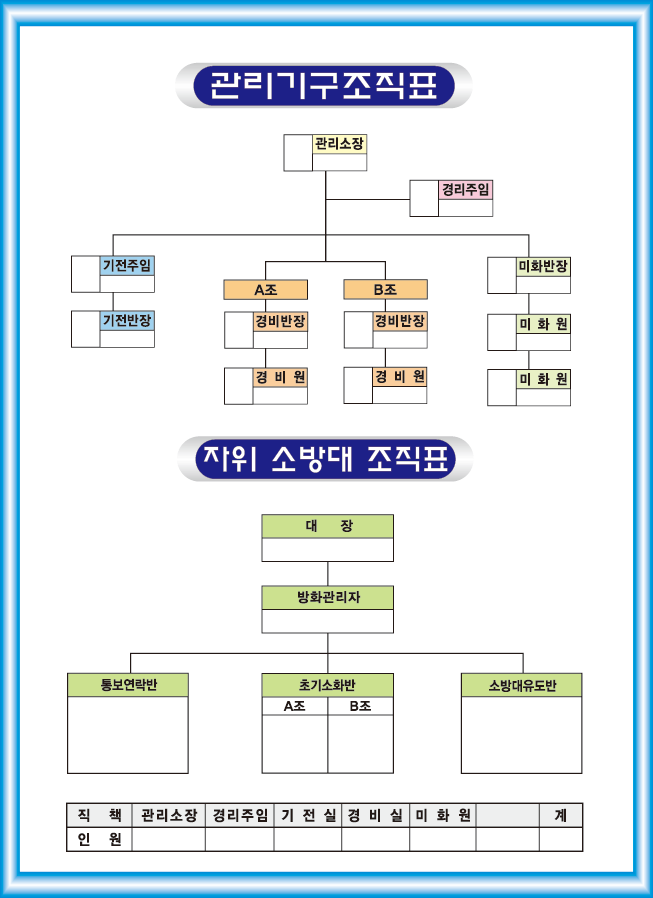 관리기구조직표
관리소장
경리주임
기전주임
미화반장
A조
B조
기전반장
경비반장
경비반장
미 화 원
경 비 원
경 비 원
미 화 원
자위 소방대 조직표
대 장
방화관리자
통보연락반
초기소화반
소방대유도반
A조
B조
직 책 관리소장 경리주임 기 전 실 경 비 실 미 화 원 계
인 원